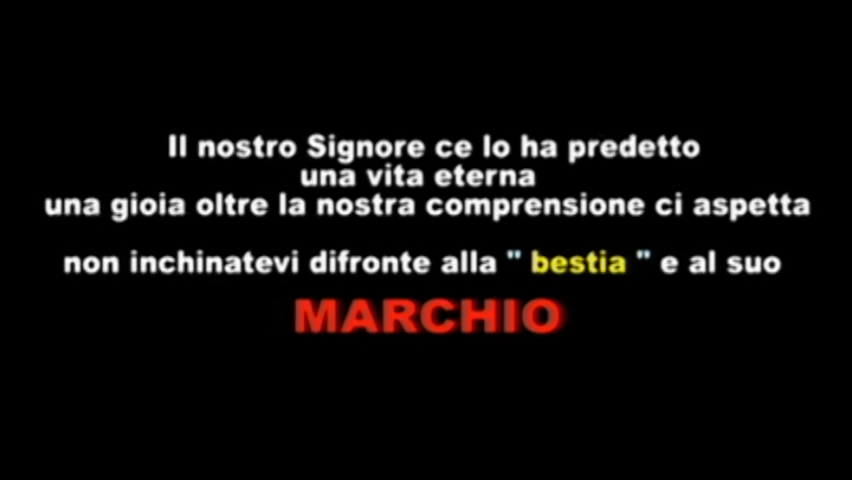 Il nostro Signore ce lo ha predetto
una vita eterna
una gioia oltre la nostra comprensione ci aspetta
non inchinatevi difronte alla " bestia " e al suo
MARCHIO